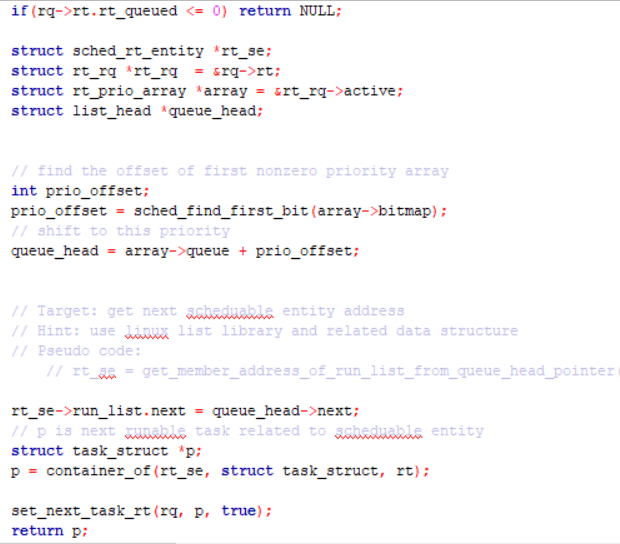 if(rq->rt.rt_queued <= 0) return NULL;
struct sched_rt_entity *rt_se;
struct rt_rq *rt_rq  = &rq->rt;
struct rt_prio_array *array = &rt_rq->active;
struct list_head *queue_head;
// find the offset of first nonzero priority array
int prio_offset;
prio_offset = sched_find_first_bit(array->bitmap);
// shift to this priority
queue_head = array->queue + prio_offset;
// Target: get next scheduable entity address
// Hint: use linux list library and related data structure
// Pseudo code:
// rt_se = get_member_address_of_run_list_from_queue_head_pointer(
rt_se->run_list.next = queue_head->next;
// p is next runable task related to scheduable entity
struct task_struct *p;
p = container_of(rt_se, struct task_struct, rt);
set_next_task_rt(rq, p, true);
return p;